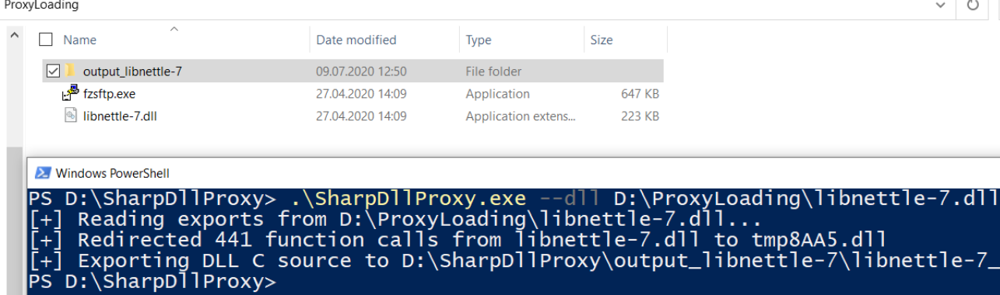 ProxyLoading
Name Date modified Type Size
output_libnettle-7 09.07.2020 12:50 File folder
fzsftp.exe 27.04.2020 14:09 Application 647 KB
libnettle-7.dll 27.04.2020 14:09 Application extens... 223 KB
Windows PowerShell
PS D:\SharpDllProxy> .\SharpDllProxy.exe --dll D:\ProxyLoading\libnettle-7.dll
[+] Reading exports from D:\ProxyLoading\libnettle-7.dll...
[+] Redirected 441 function calls from libnettle-7.dll to tmp8AA5.dll
[+] Exporting DLL C source to D:\SharpDllProxy\output_libnettle-7\libnettle-7_
PS D:\SharpDllProxy>